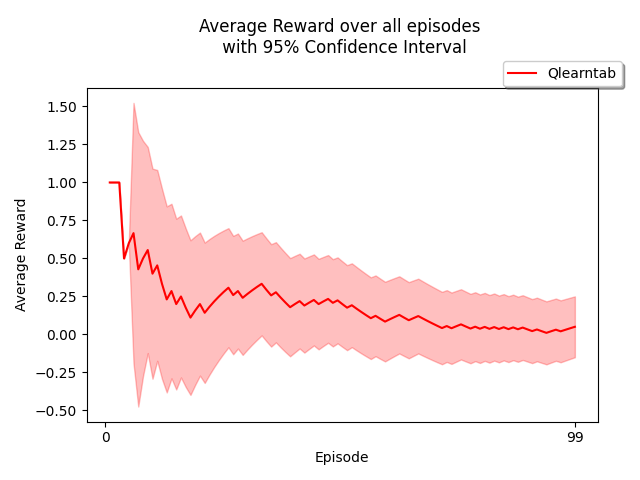 Average Reward over all episodes
with 95% Confidence Interval
Qlearntab
1.50
1.25
1.00
0.75
0.50
0.25
0.00
−0.25
−0.50
Average Reward
0 99
Episode